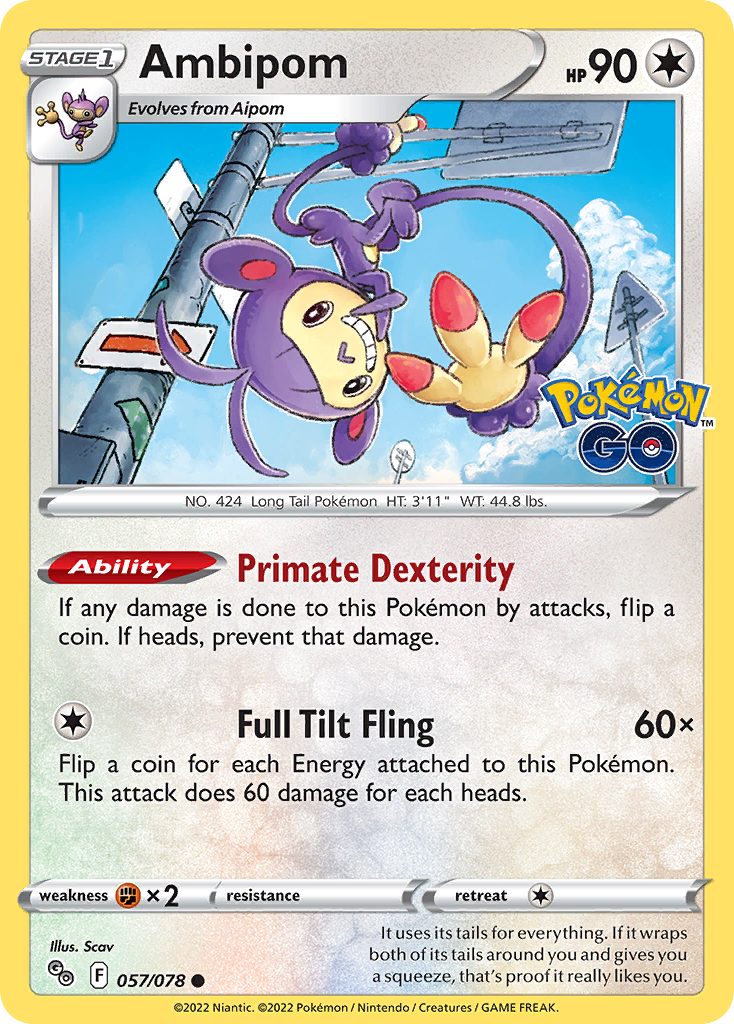 STAGE1
Ambipom
HP 90
Evolves from Aipom
POKéMON
GO
™
NO. 424 Long Tail Pokémon HT: 3'11" WT: 44.8 lbs.
Ability Primate Dexterity
If any damage is done to this Pokémon by attacks, flip a
coin. If heads, prevent that damage.
Full Tilt Fling 60×
Flip a coin for each Energy attached to this Pokémon.
This attack does 60 damage for each heads.
weakness ×2 resistance retreat
Illus. Scav
GO F 057/078
It uses its tails for everything. If it wraps
both of its tails around you and gives you
a squeeze, that's proof it really likes you.
©2022 Niantic. ©2022 Pokémon / Nintendo / Creatures / GAME FREAK.